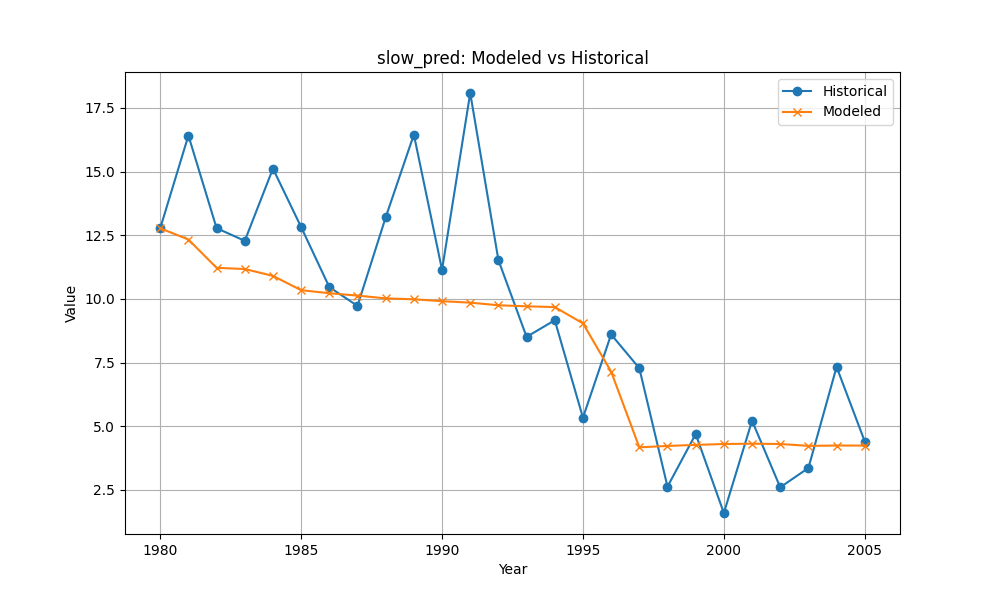 slow_pred: Modeled vs Historical
Historical
Modeled
17.5
15.0
12.5
10.0
7.5
5.0
2.5
Value
1980
1985
1990
1995
2000
2005
Year